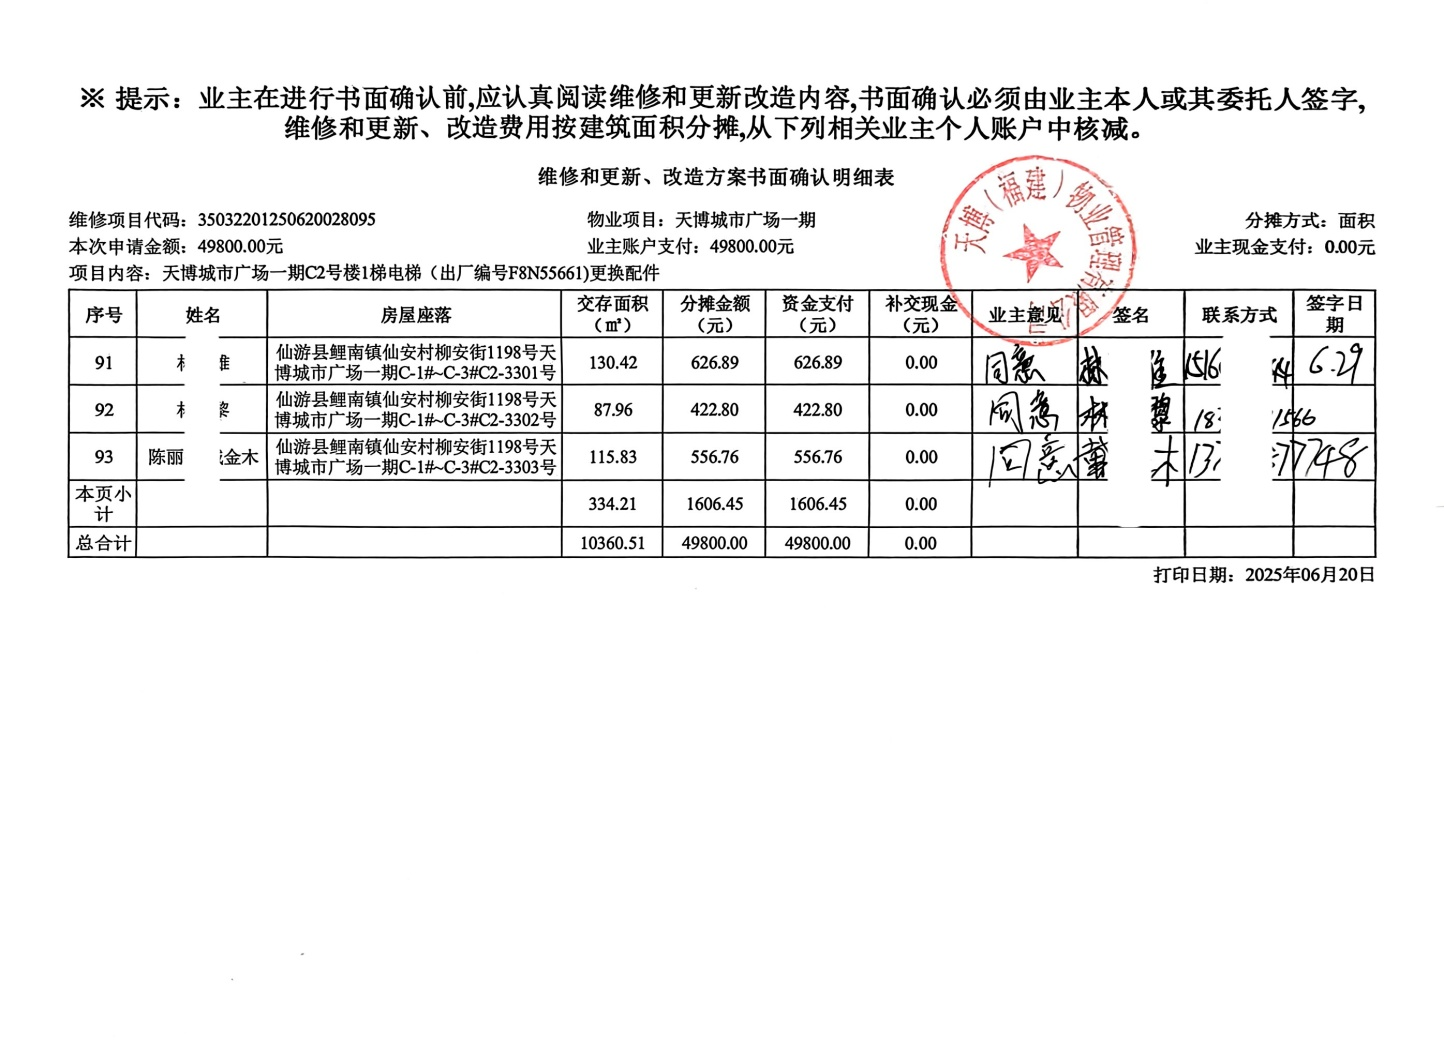 ※ 提示：业主在进行书面确认前,应认真阅读维修和更新改造内容,书面确认必须由业主本人或其委托人签字,
维修和更新、改造费用按建筑面积分摊,从下列相关业主个人账户中核减。
维修和更新、改造方案书面确认明细表
维修项目代码：35032201250620028095 物业项目：天博城市广场一期 分摊方式：面积
本次申请金额：49800.00元 业主账户支付：49800.00元 业主现金支付：0.00元
项目内容：天博城市广场一期C2号楼1梯电梯（出厂编号F8N55661)更换配件
天博（福建）物业管理有限公司
序号 姓名 房屋座落 交存面积（㎡） 分摊金额（元） 资金支付（元） 补交现金（元） 业主意见 签名 联系方式 签字日期
91 雄 仙游县鲤南镇仙安村柳安街1198号天 130.42 626.89 626.89 0.00 同意 林 6.29
博城市广场一期C-1#~C-3#C2-3301号
92 黎 仙游县鲤南镇仙安村柳安街1198号天 87.96 422.80 422.80 0.00 同意 林 黎 18 1566
博城市广场一期C-1#~C-3#C2-3302号
93 陈丽 金木 仙游县鲤南镇仙安村柳安街1198号天 115.83 556.76 556.76 0.00 同意 木 13 7748
博城市广场一期C-1#~C-3#C2-3303号
本页小计 334.21 1606.45 1606.45 0.00
总合计 10360.51 49800.00 49800.00 0.00
打印日期：2025年06月20日